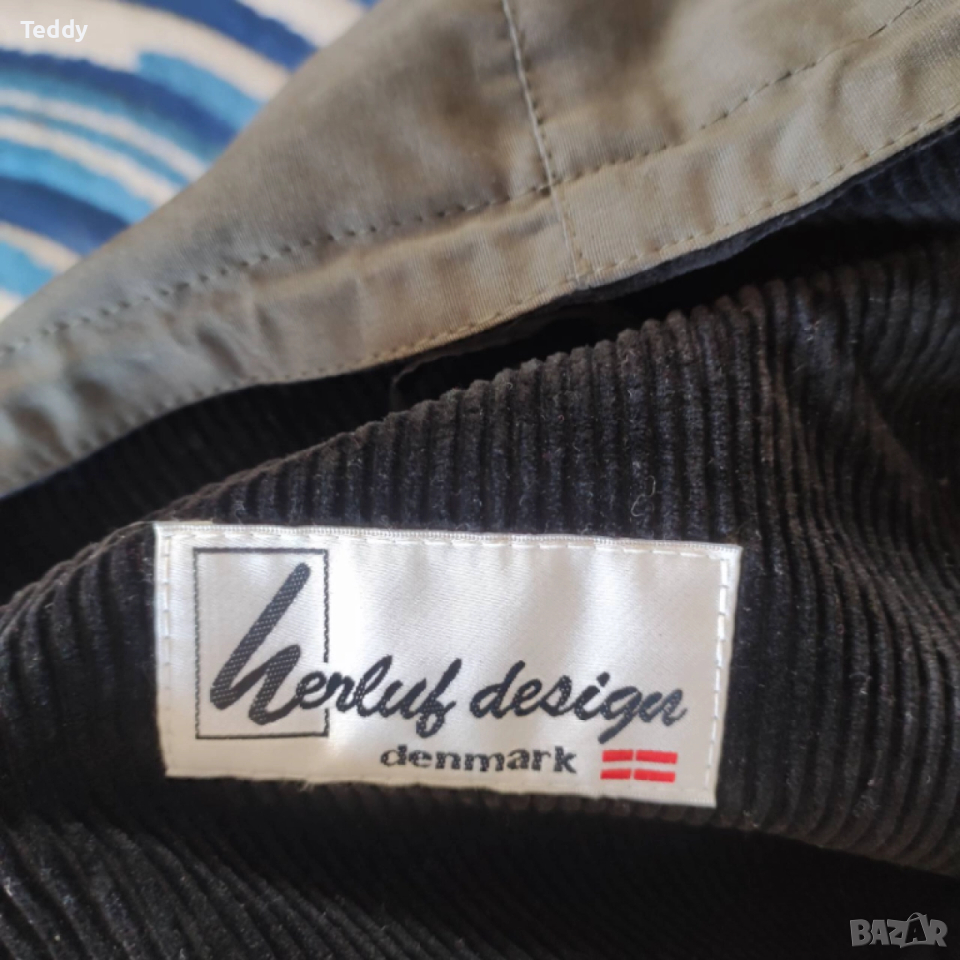 Teddy
herluf design
denmark
BAZAR